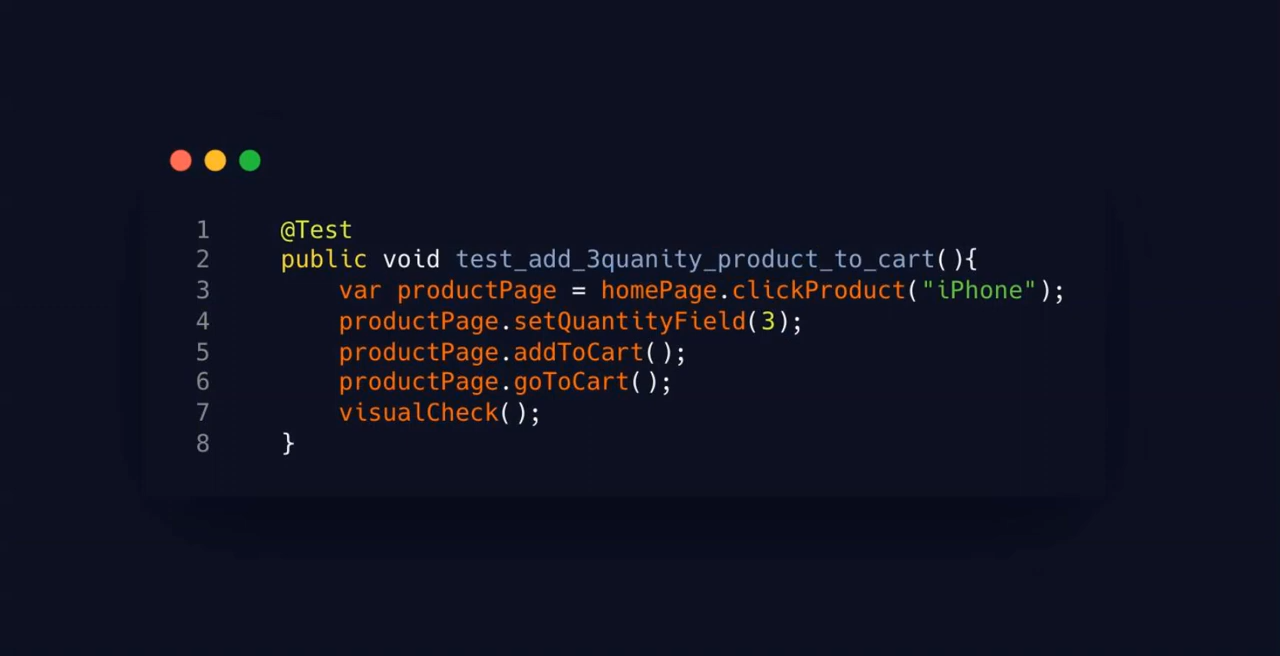 1 @Test
2 public void test_add_3quanity_product_to_cart(){
3 var productPage = homePage.clickProduct("iPhone");
4 productPage.setQuantityField(3);
5 productPage.addToCart();
6 productPage.goToCart();
7 visualCheck();
8 }